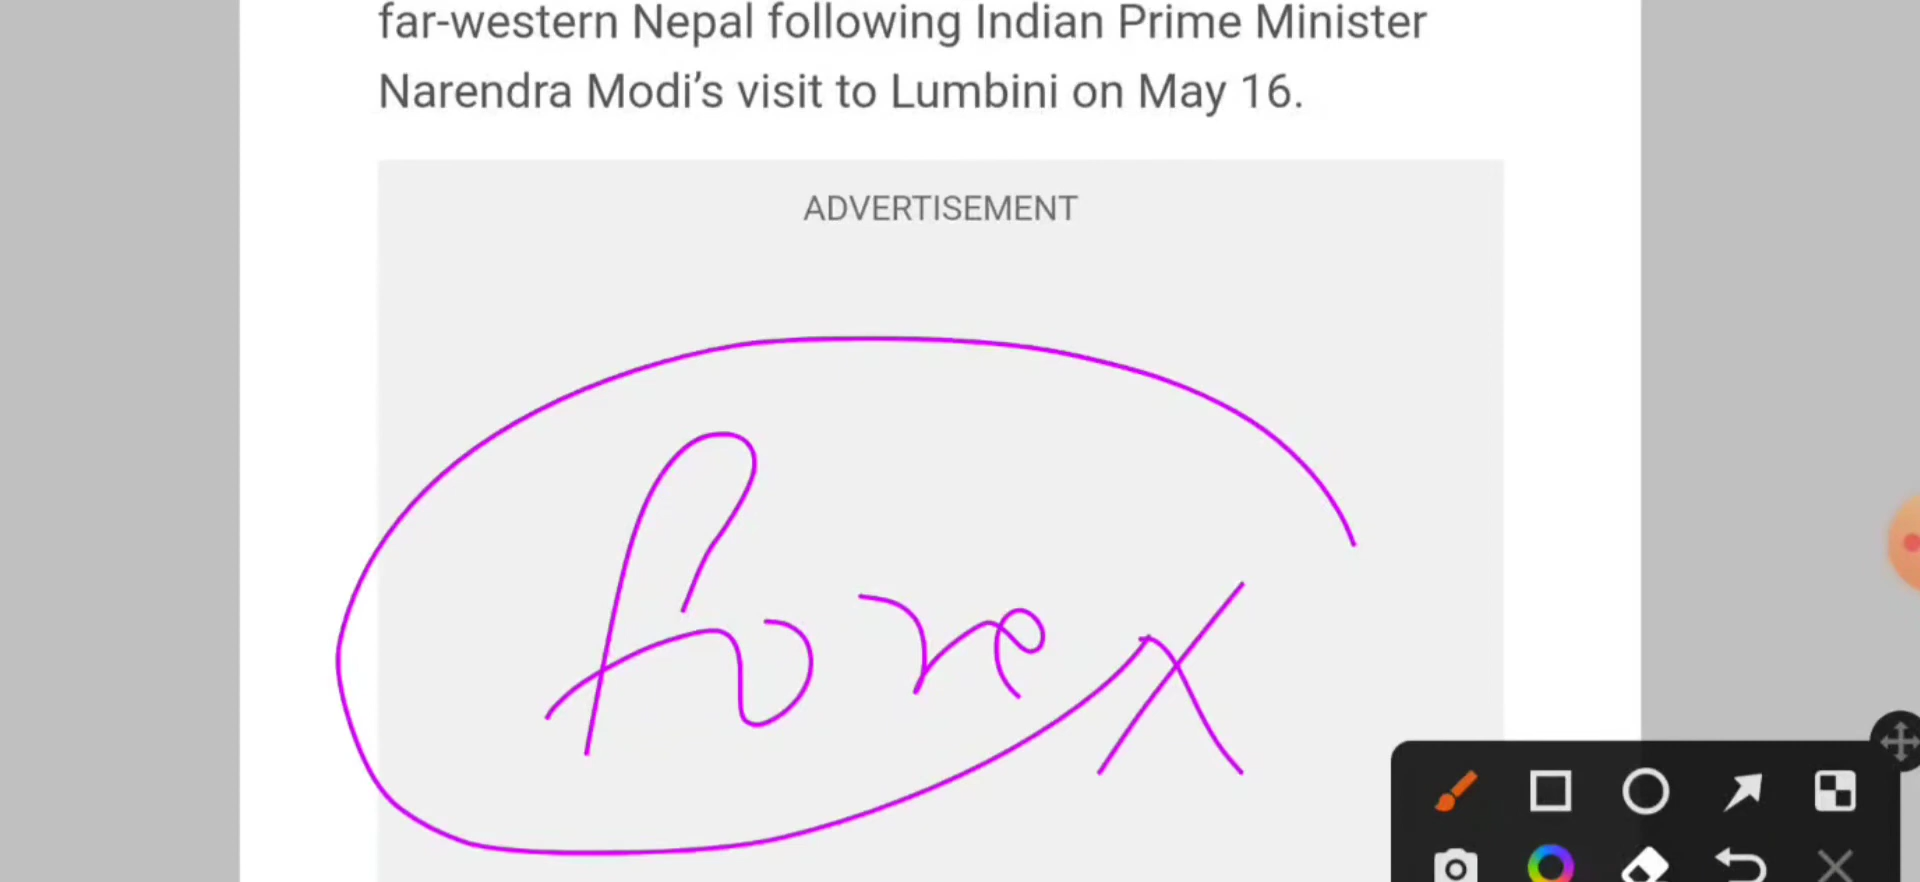 far-western Nepal following Indian Prime Minister
Narendra Modi’s visit to Lumbini on May 16.
ADVERTISEMENT
forex